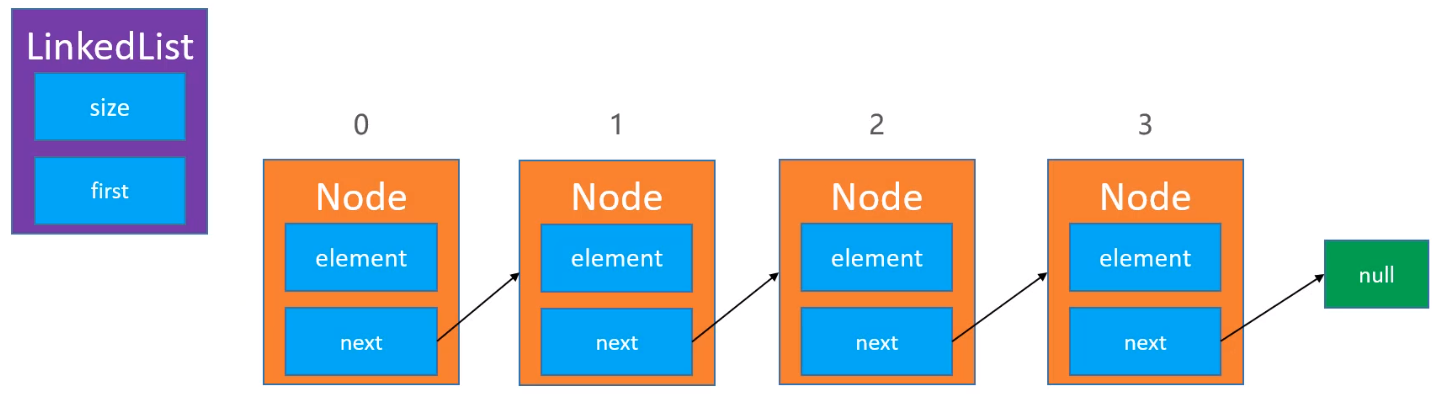 LinkedList
size
first
0
1
2
3
Node
element
next
Node
element
next
Node
element
next
Node
element
next
null